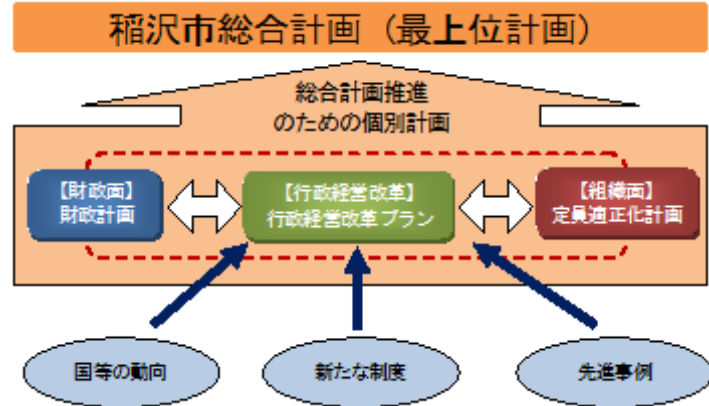 稲沢市総合計画（最上位計画）
総合計画推進
のための個別計画
【財政面】
財政計画
【行政経営改革】
行政経営改革プラン
【組織面】
定員適正化計画
国等の動向
新たな制度
先進事例